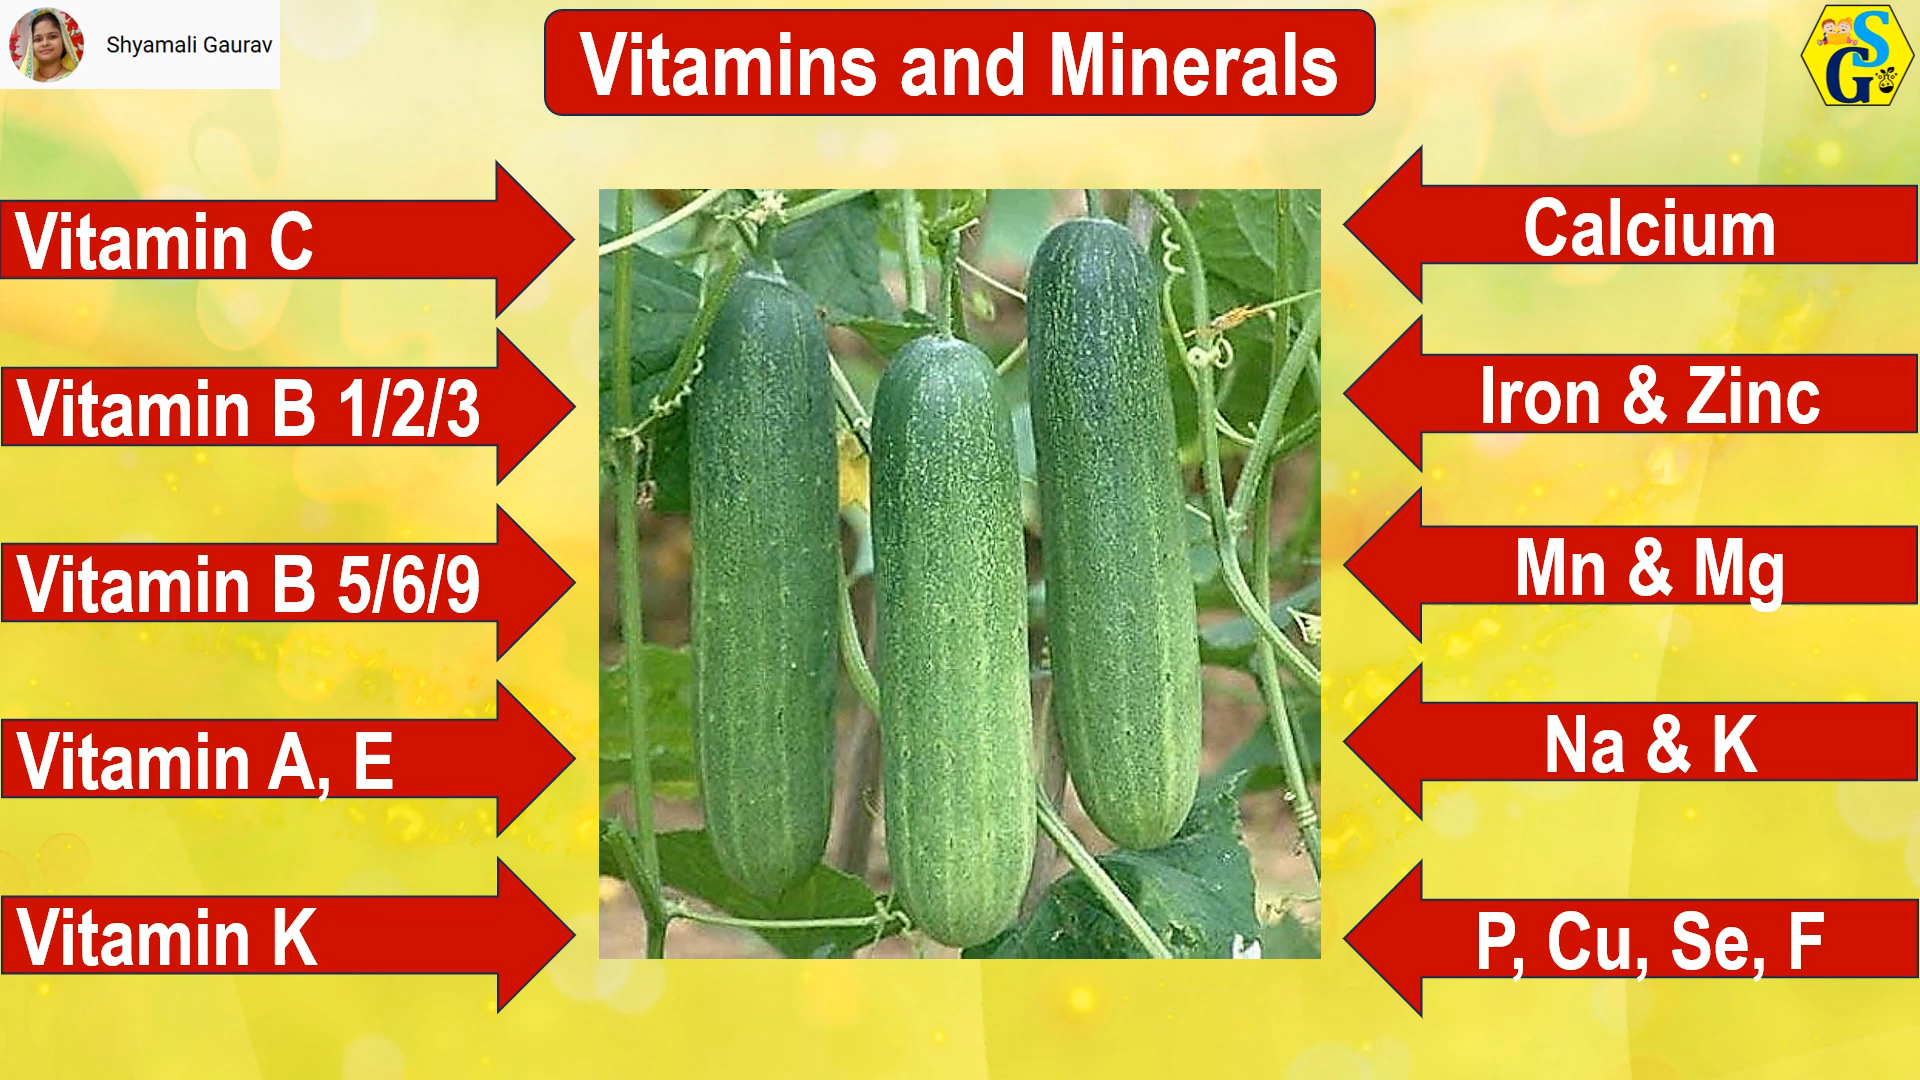 Shyamali Gaurav
Vitamins and Minerals
SG
Vitamin C
Vitamin B 1/2/3
Vitamin B 5/6/9
Vitamin A, E
Vitamin K
Calcium
Iron & Zinc
Mn & Mg
Na & K
P, Cu, Se, F